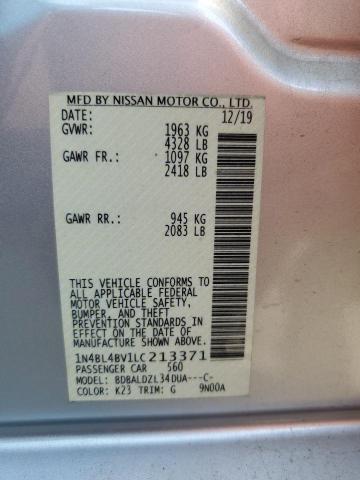 MFD BY NISSAN MOTOR CO., LTD.
DATE: 12/19
GVWR: 1963 KG
4328 LB
GAWR FR.: 1097 KG
2418 LB
GAWR RR.: 945 KG
2083 LB
THIS VEHICLE CONFORMS TO
ALL APPLICABLE FEDERAL
MOTOR VEHICLE SAFETY,
BUMPER, AND THEFT
PREVENTION STANDARDS
IN EFFECT ON THE DATE OF
MANUFACTURE SHOWN ABOVE.
1N4BL4BV1LC213371
PASSENGER CAR 560
MODEL: BDBALDZL34DUA---C-
COLOR: K23 TRIM: G 9N00A